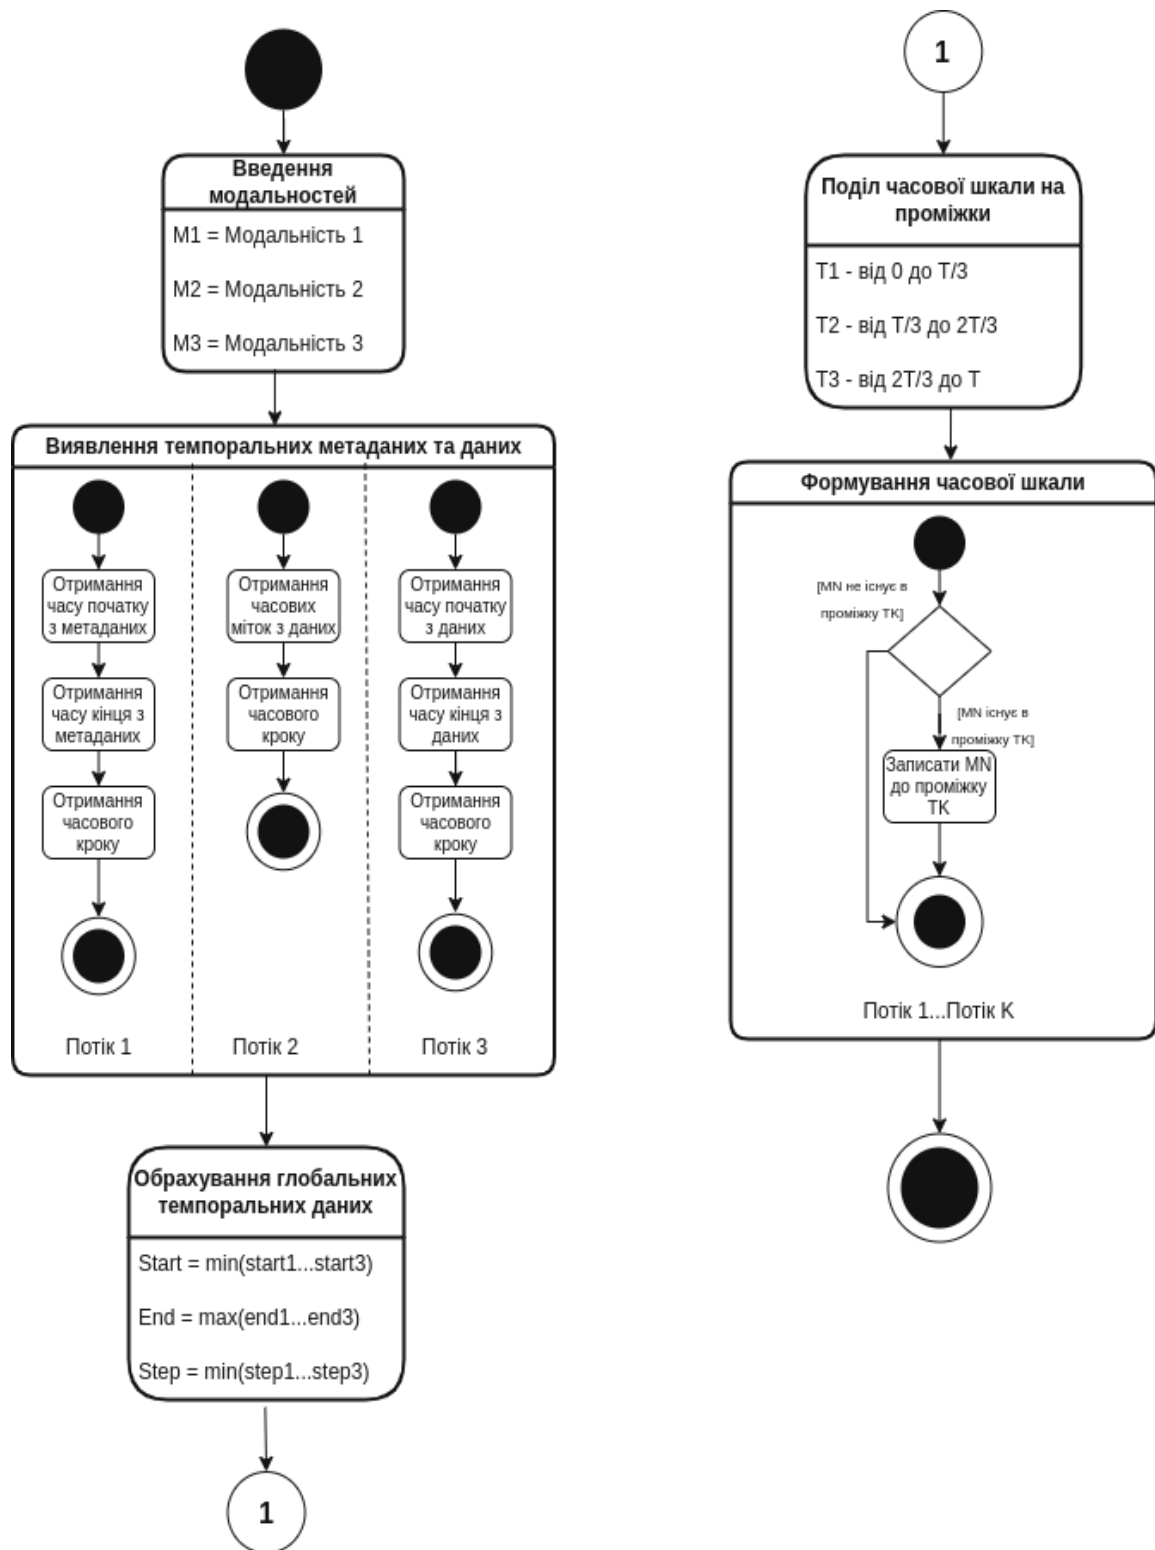 Введення
модальностей
M1 = Модальність 1
M2 = Модальність 2
M3 = Модальність 3
Виявлення темпоральних метаданих та даних
Отримання
часу початку
з метаданих
Отримання
часу кінця з
метаданих
Отримання
часового
кроку
Потік 1
Отримання
часових
міток з даних
Отримання
часового
кроку
Потік 2
Отримання
часу початку
з даних
Отримання
часу кінця з
даних
Отримання
часового
кроку
Потік 3
Обрахування глобальних
темпоральних даних
Start = min(start1...start3)
End = max(end1...end3)
Step = min(step1...step3)
1
1
Поділ часової шкали на
проміжки
T1 - від 0 до T/3
T2 - від T/3 до 2T/3
T3 - від 2T/3 до T
Формування часової шкали
[MN не існує в
проміжку TK]
[MN існує в
проміжку TK]
Записати MN
до проміжку
TK
Потік 1...Потік K